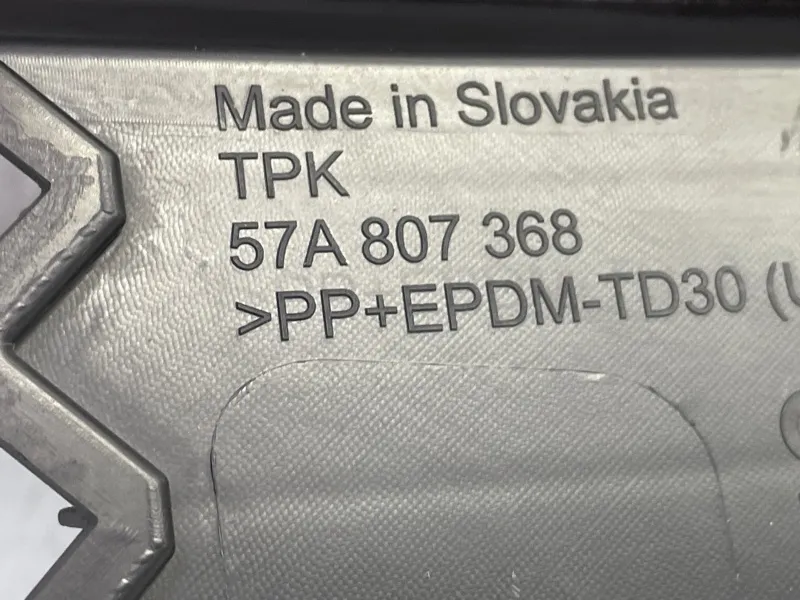 Made in Slovakia
TPK
57A 807 368
>PP+EPDM-TD30